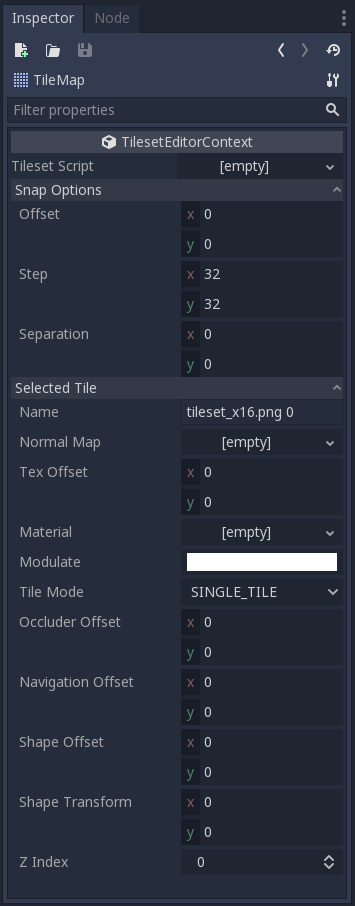 Inspector Node
TileMap
Filter properties
TilesetEditorContext
Tileset Script [empty]
Snap Options
Offset x 0
y 0
Step x 32
y 32
Separation x 0
y 0
Selected Tile
Name tileset_x16.png 0
Normal Map [empty]
Tex Offset x 0
y 0
Material [empty]
Modulate
Tile Mode SINGLE_TILE
Occluder Offset x 0
y 0
Navigation Offset x 0
y 0
Shape Offset x 0
y 0
Shape Transform x 0
y 0
Z Index 0